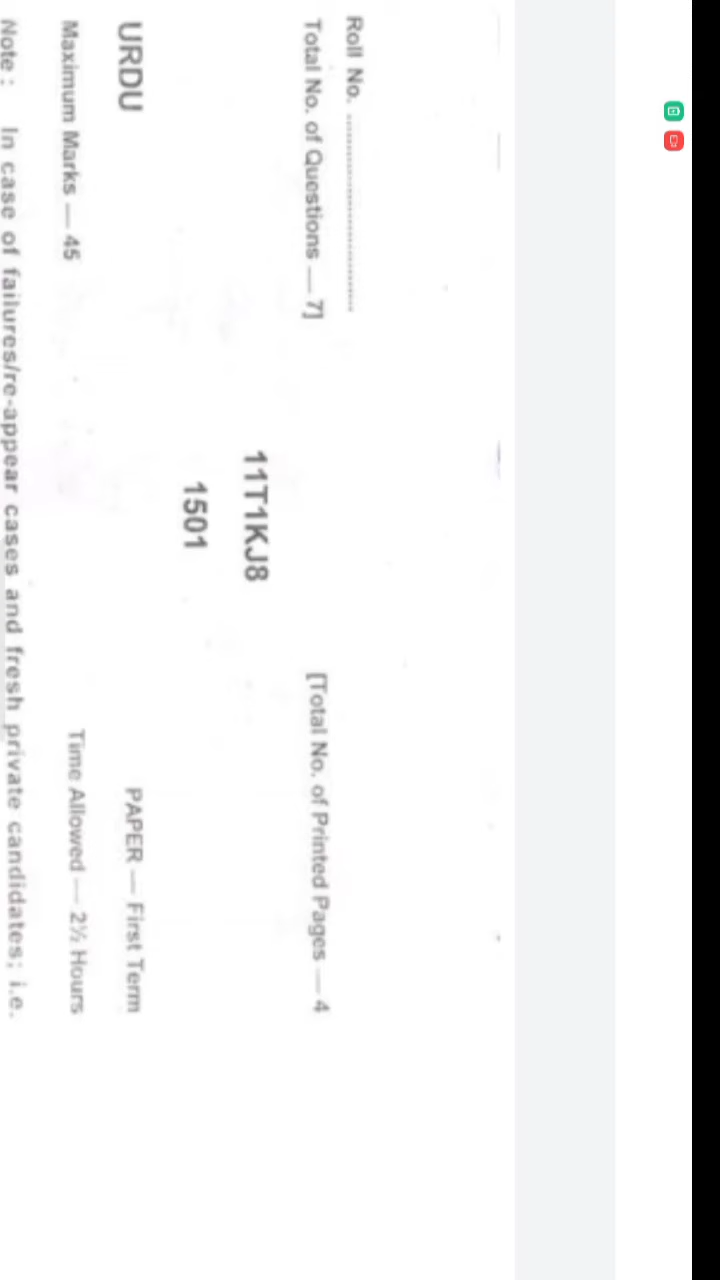 Roll No. ..............................
Total No. of Questions — 7] [Total No. of Printed Pages — 4
11T1KJ8
1501
URDU PAPER — First Term
Maximum Marks — 45 Time Allowed — 2½ Hours
Note : In case of failures/re-appear cases and fresh private candidates; i.e.